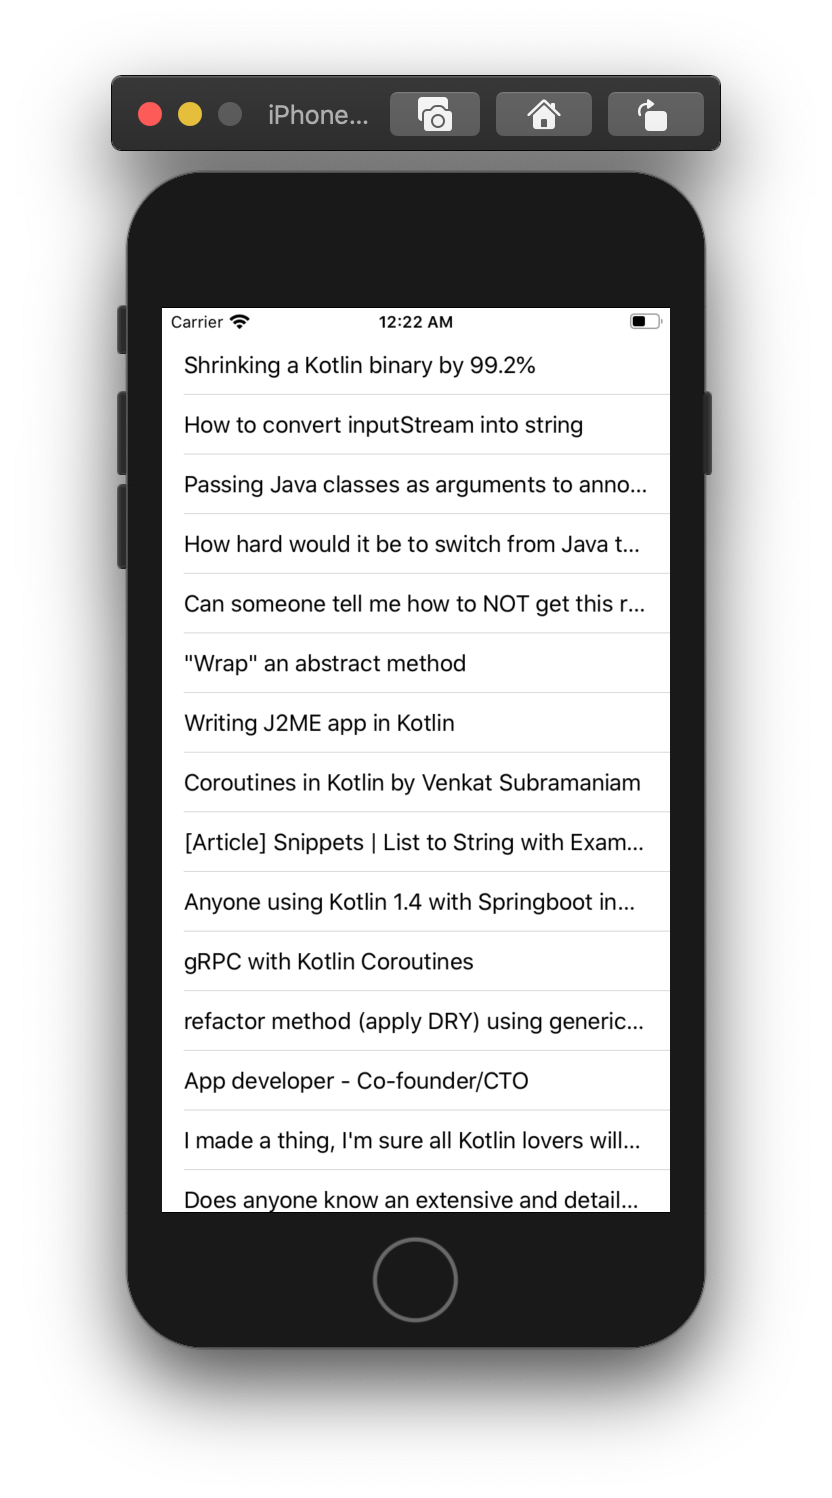 iPhone...
Carrier 12:22 AM
Shrinking a Kotlin binary by 99.2%
How to convert inputStream into string
Passing Java classes as arguments to anno...
How hard would it be to switch from Java t...
Can someone tell me how to NOT get this r...
"Wrap" an abstract method
Writing J2ME app in Kotlin
Coroutines in Kotlin by Venkat Subramaniam
[Article] Snippets | List to String with Exam...
Anyone using Kotlin 1.4 with Springboot in...
gRPC with Kotlin Coroutines
refactor method (apply DRY) using generic...
App developer - Co-founder/CTO
I made a thing, I'm sure all Kotlin lovers will...
Does anyone know an extensive and detail...